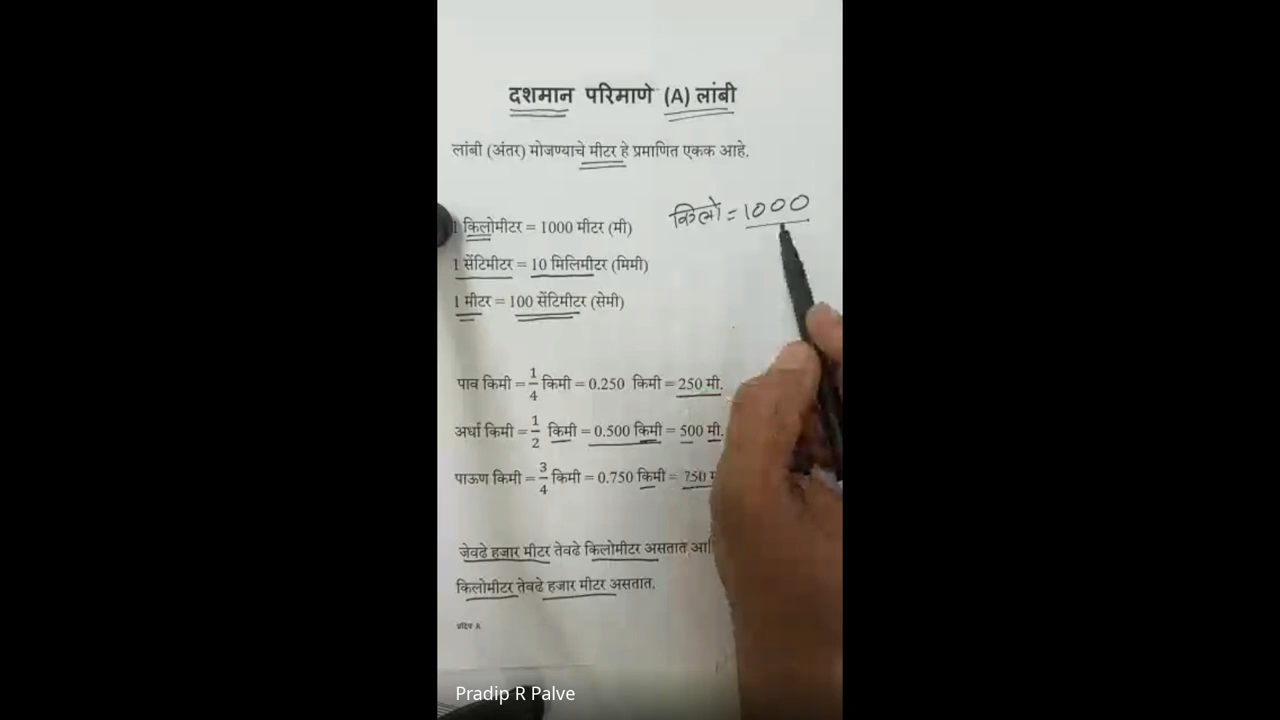 दशमान परिमाणे (A) लांबी
लांबी (अंतर) मोजण्याचे मीटर हे प्रमाणित एकक आहे.
किलो = 1000
1 किलोमीटर = 1000 मीटर (मी)
1 सेंटिमीटर = 10 मिलिमीटर (मिमी)
1 मीटर = 100 सेंटिमीटर (सेमी)
पाव किमी = 1/4 किमी = 0.250 किमी = 250 मी.
अर्धा किमी = 1/2 किमी = 0.500 किमी = 500 मी.
पाऊण किमी = 3/4 किमी = 0.750 किमी = 750
जेवढे हजार मीटर तेवढे किलोमीटर असतात
किलोमीटर तेवढे हजार मीटर असतात.
Pradip R Palve